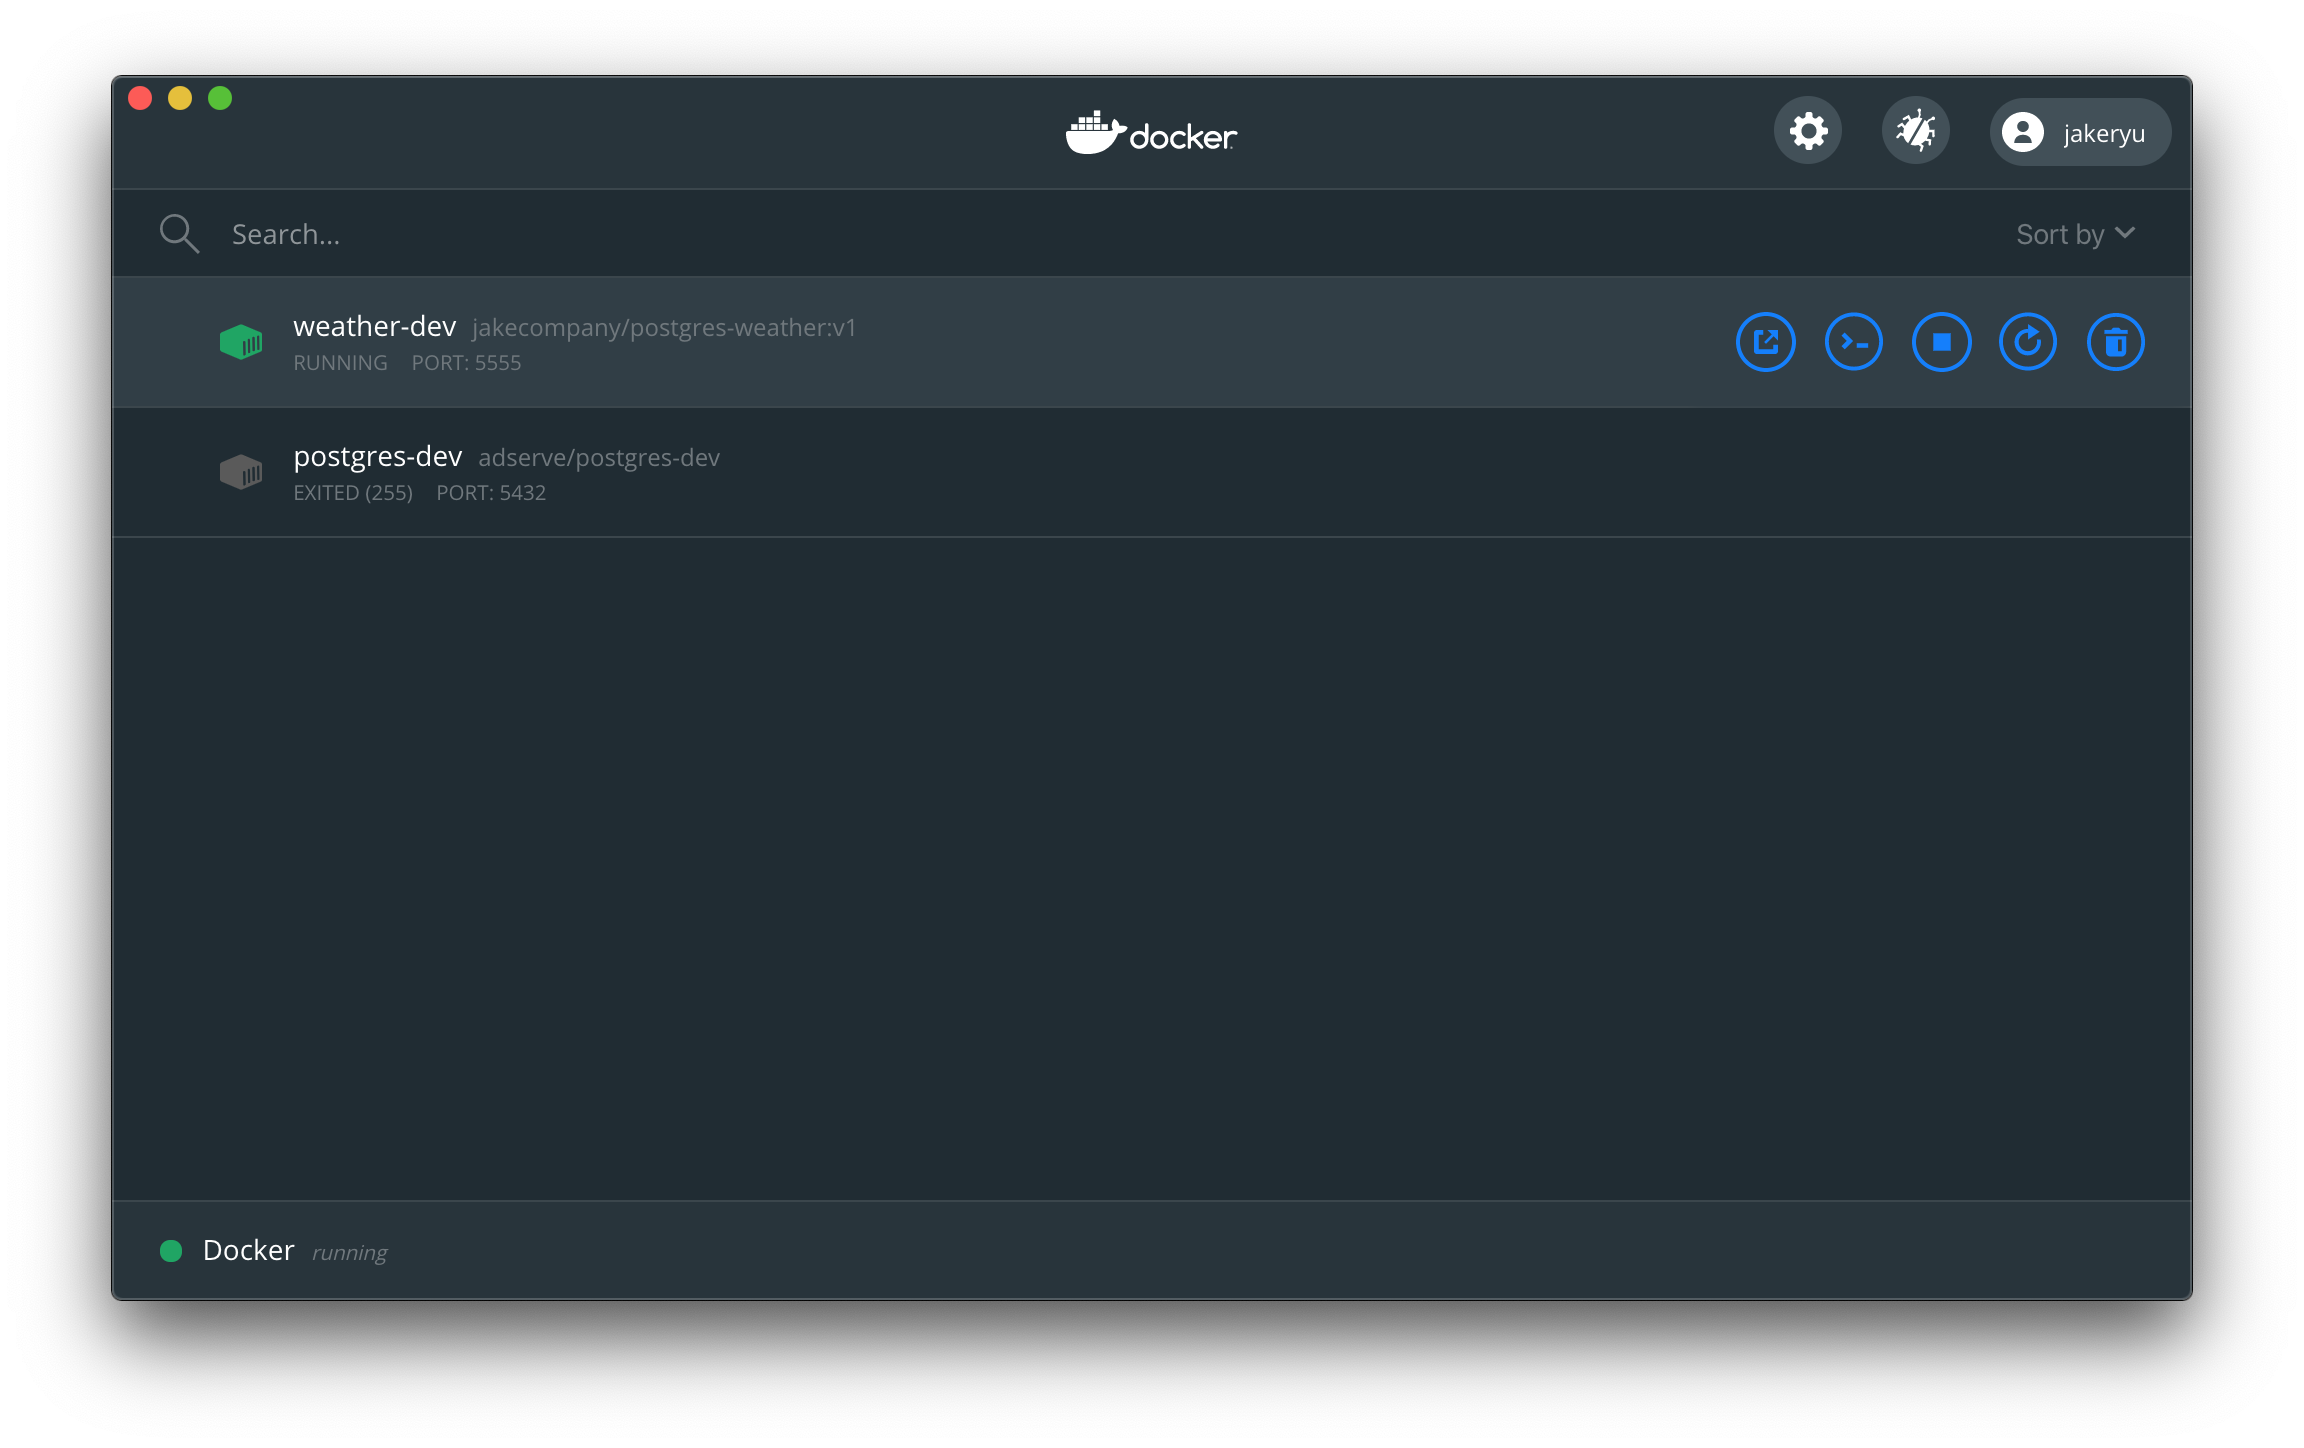 docker
jakeryu
Search...
Sort by
weather-dev jakecompany/postgres-weather:v1
RUNNING PORT: 5555
postgres-dev adserve/postgres-dev
EXITED (255) PORT: 5432
Docker running